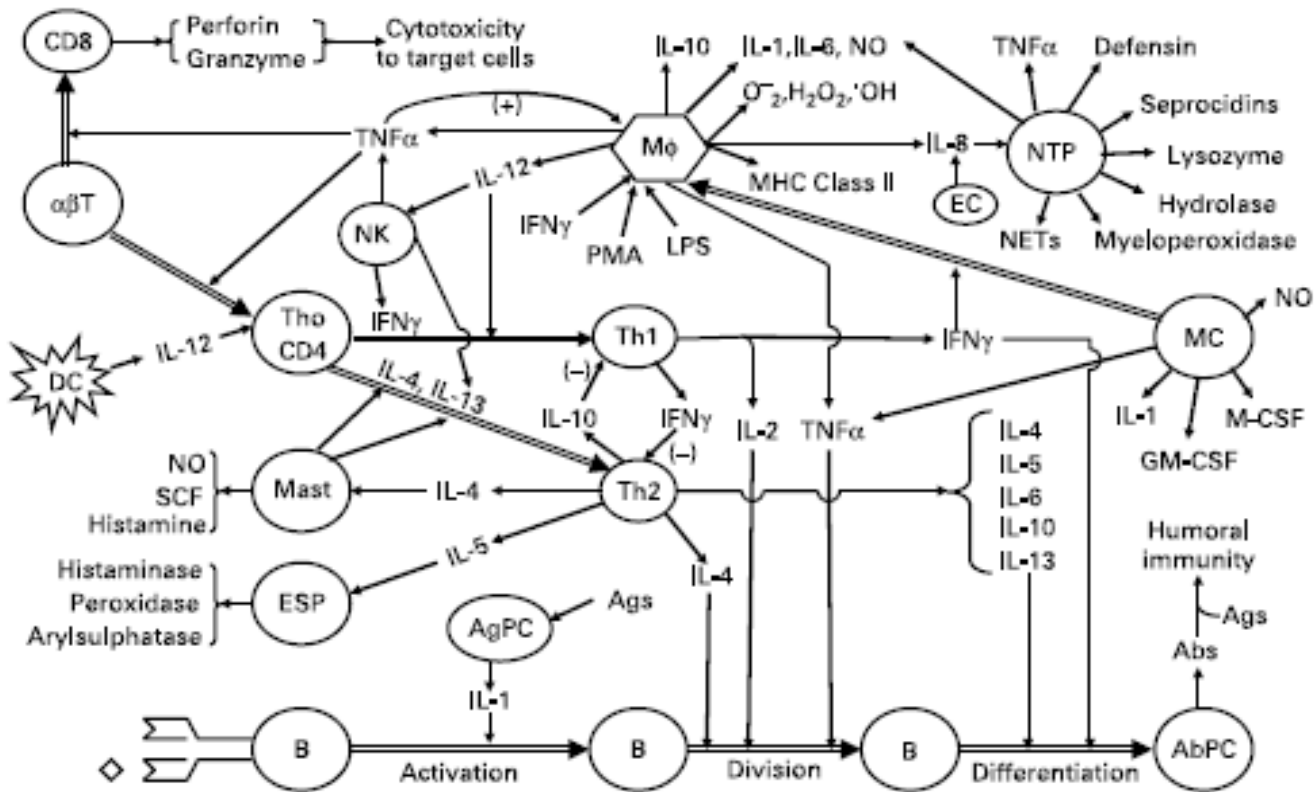 CD8
Perforin
Granzyme
Cytotoxicity
to target cells
IL-10
IL-1, IL-6, NO
TNFα
Defensin
(+)
O⁻₂,H₂O₂,˙OH
Seprocidins
TNFα
Mϕ
IL-8
NTP
Lysozyme
IL-12
MHC Class II
αβT
EC
Hydrolase
NK
IFNγ
PMA
LPS
NETs
Myeloperoxidase
NO
Tho
CD4
IFNγ
Th1
IFNγ
MC
DC
IL-12
(–)
IL-4, IL-13
IL-10
IFNγ
(–)
IL-2
TNFα
IL-1
M-CSF
GM-CSF
IL-4
IL-5
IL-6
IL-10
IL-13
NO
SCF
Histamine
Mast
IL-4
Th2
IL-5
IL-4
Humoral
immunity
Histaminase
Peroxidase
Arylsulphatase
ESP
AgPC
Ags
Ags
Abs
IL-1
B
Activation
B
Division
B
Differentiation
AbPC